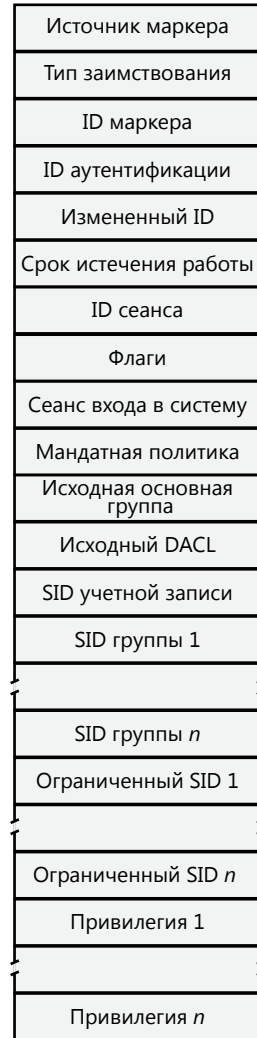 Источник маркера
Тип заимствования
ID маркера
ID аутентификации
Измененный ID
Срок истечения работы
ID сеанса
Флаги
Сеанс входа в систему
Мандатная политика
Исходная основная
группа
Исходный DACL
SID учетной записи
SID группы 1
SID группы n
Ограниченный SID 1
Ограниченный SID n
Привилегия 1
Привилегия n